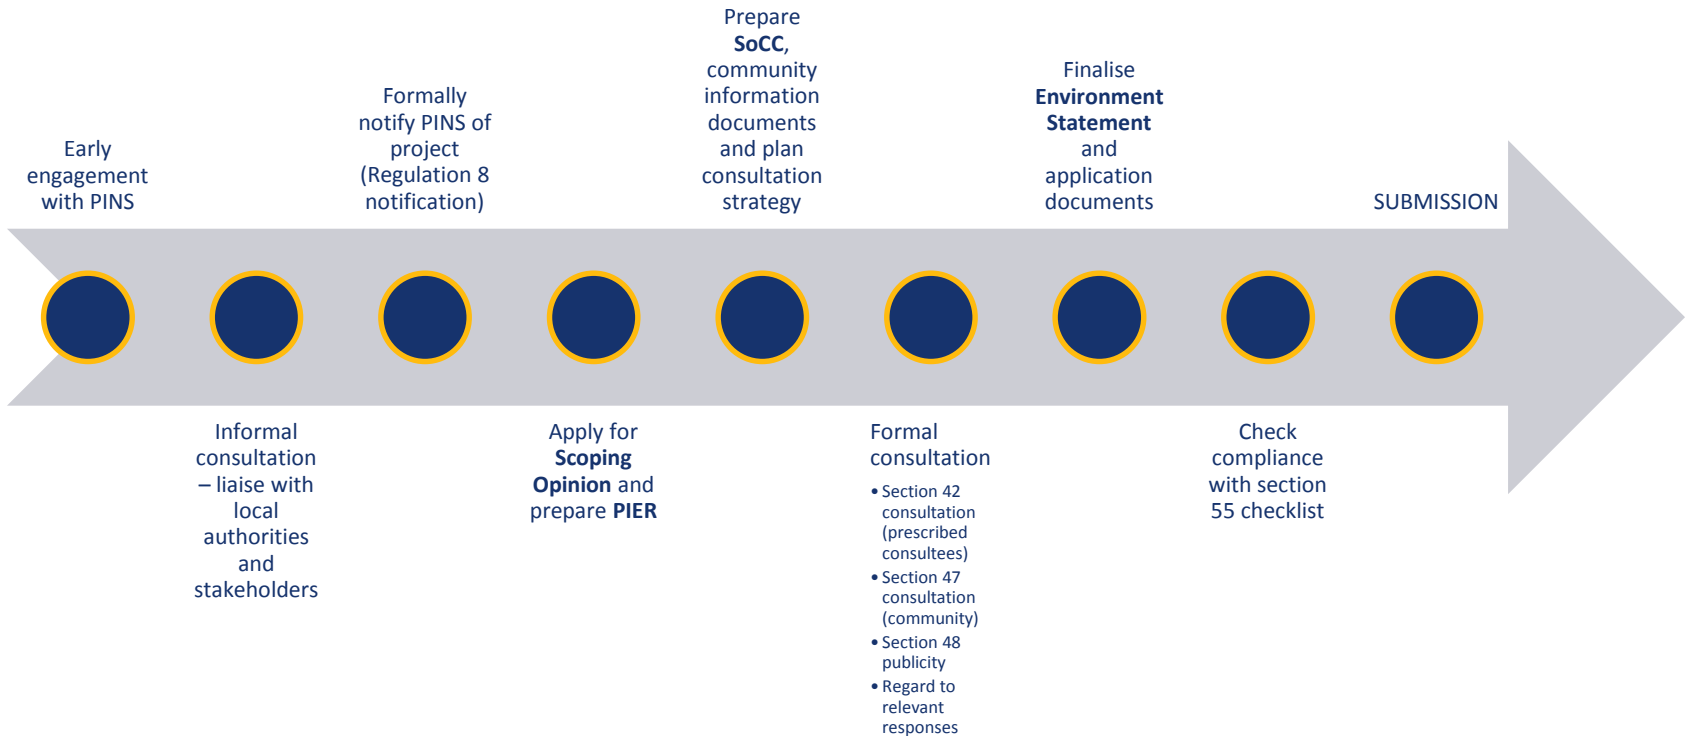 Early
engagement
with PINS
Informal
consultation
– liaise with
local
authorities
and
stakeholders
Formally
notify PINS of
project
(Regulation 8
notification)
Apply for
Scoping
Opinion and
prepare PIER
Prepare
SoCC,
community
information
documents
and plan
consultation
strategy
Formal
consultation
• Section 42
consultation
(prescribed
consultees)
• Section 47
consultation
(community)
• Section 48
publicity
• Regard to
relevant
responses
Finalise
Environment
Statement
and
application
documents
Check
compliance
with section
55 checklist
SUBMISSION